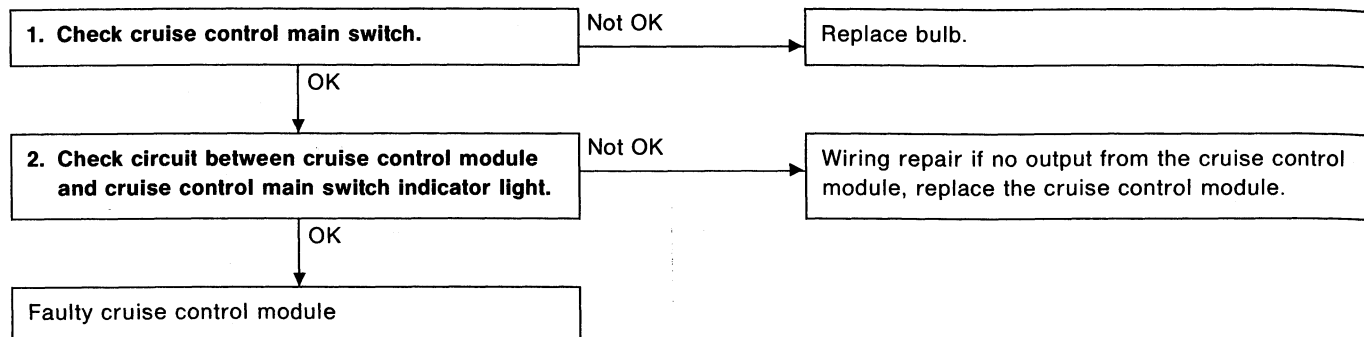 1. Check cruise control main switch.
Not OK
Replace bulb.
OK
2. Check circuit between cruise control module
and cruise control main switch indicator light.
Not OK
Wiring repair if no output from the cruise control
module, replace the cruise control module.
OK
Faulty cruise control module